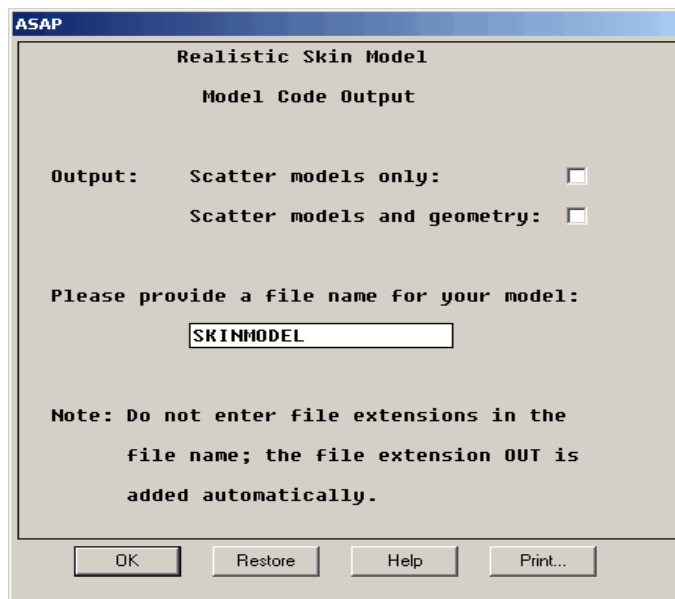 ASAP
Realistic Skin Model
Model Code Output
Output: Scatter models only:
Scatter models and geometry:
Please provide a file name for your model:
SKINMODEL
Note: Do not enter file extensions in the
file name; the file extension OUT is
added automatically.
OK Restore Help Print...